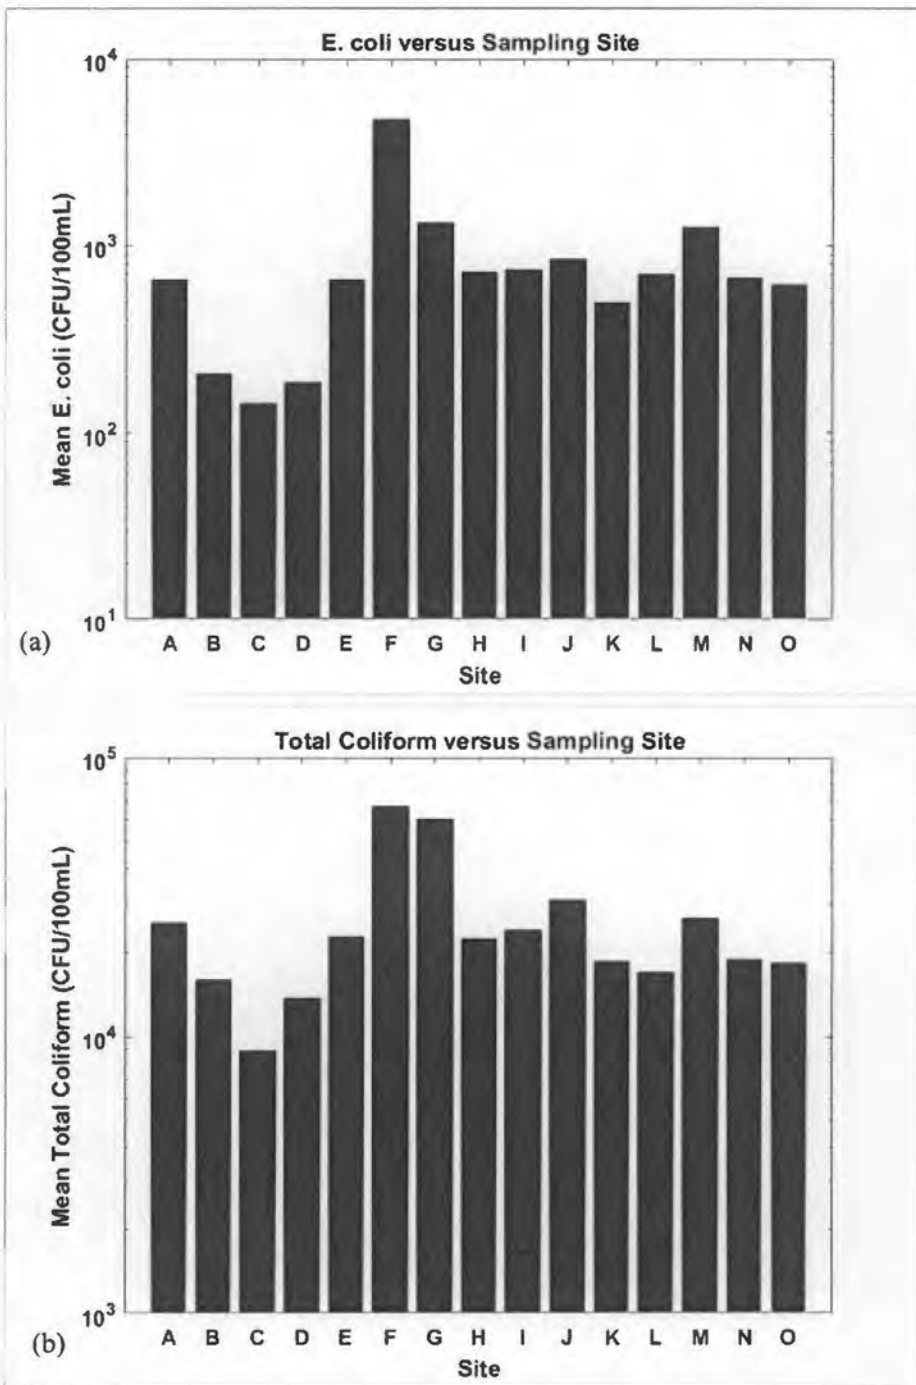 E. coli versus Sampling Site
10⁴
10³
10²
10¹
Mean E. coli (CFU/100mL)
A B C D E F G H I J K L M N O
Site
(a)
Total Coliform versus Sampling Site
10⁵
10⁴
10³
Mean Total Coliform (CFU/100mL)
A B C D E F G H I J K L M N O
Site
(b)